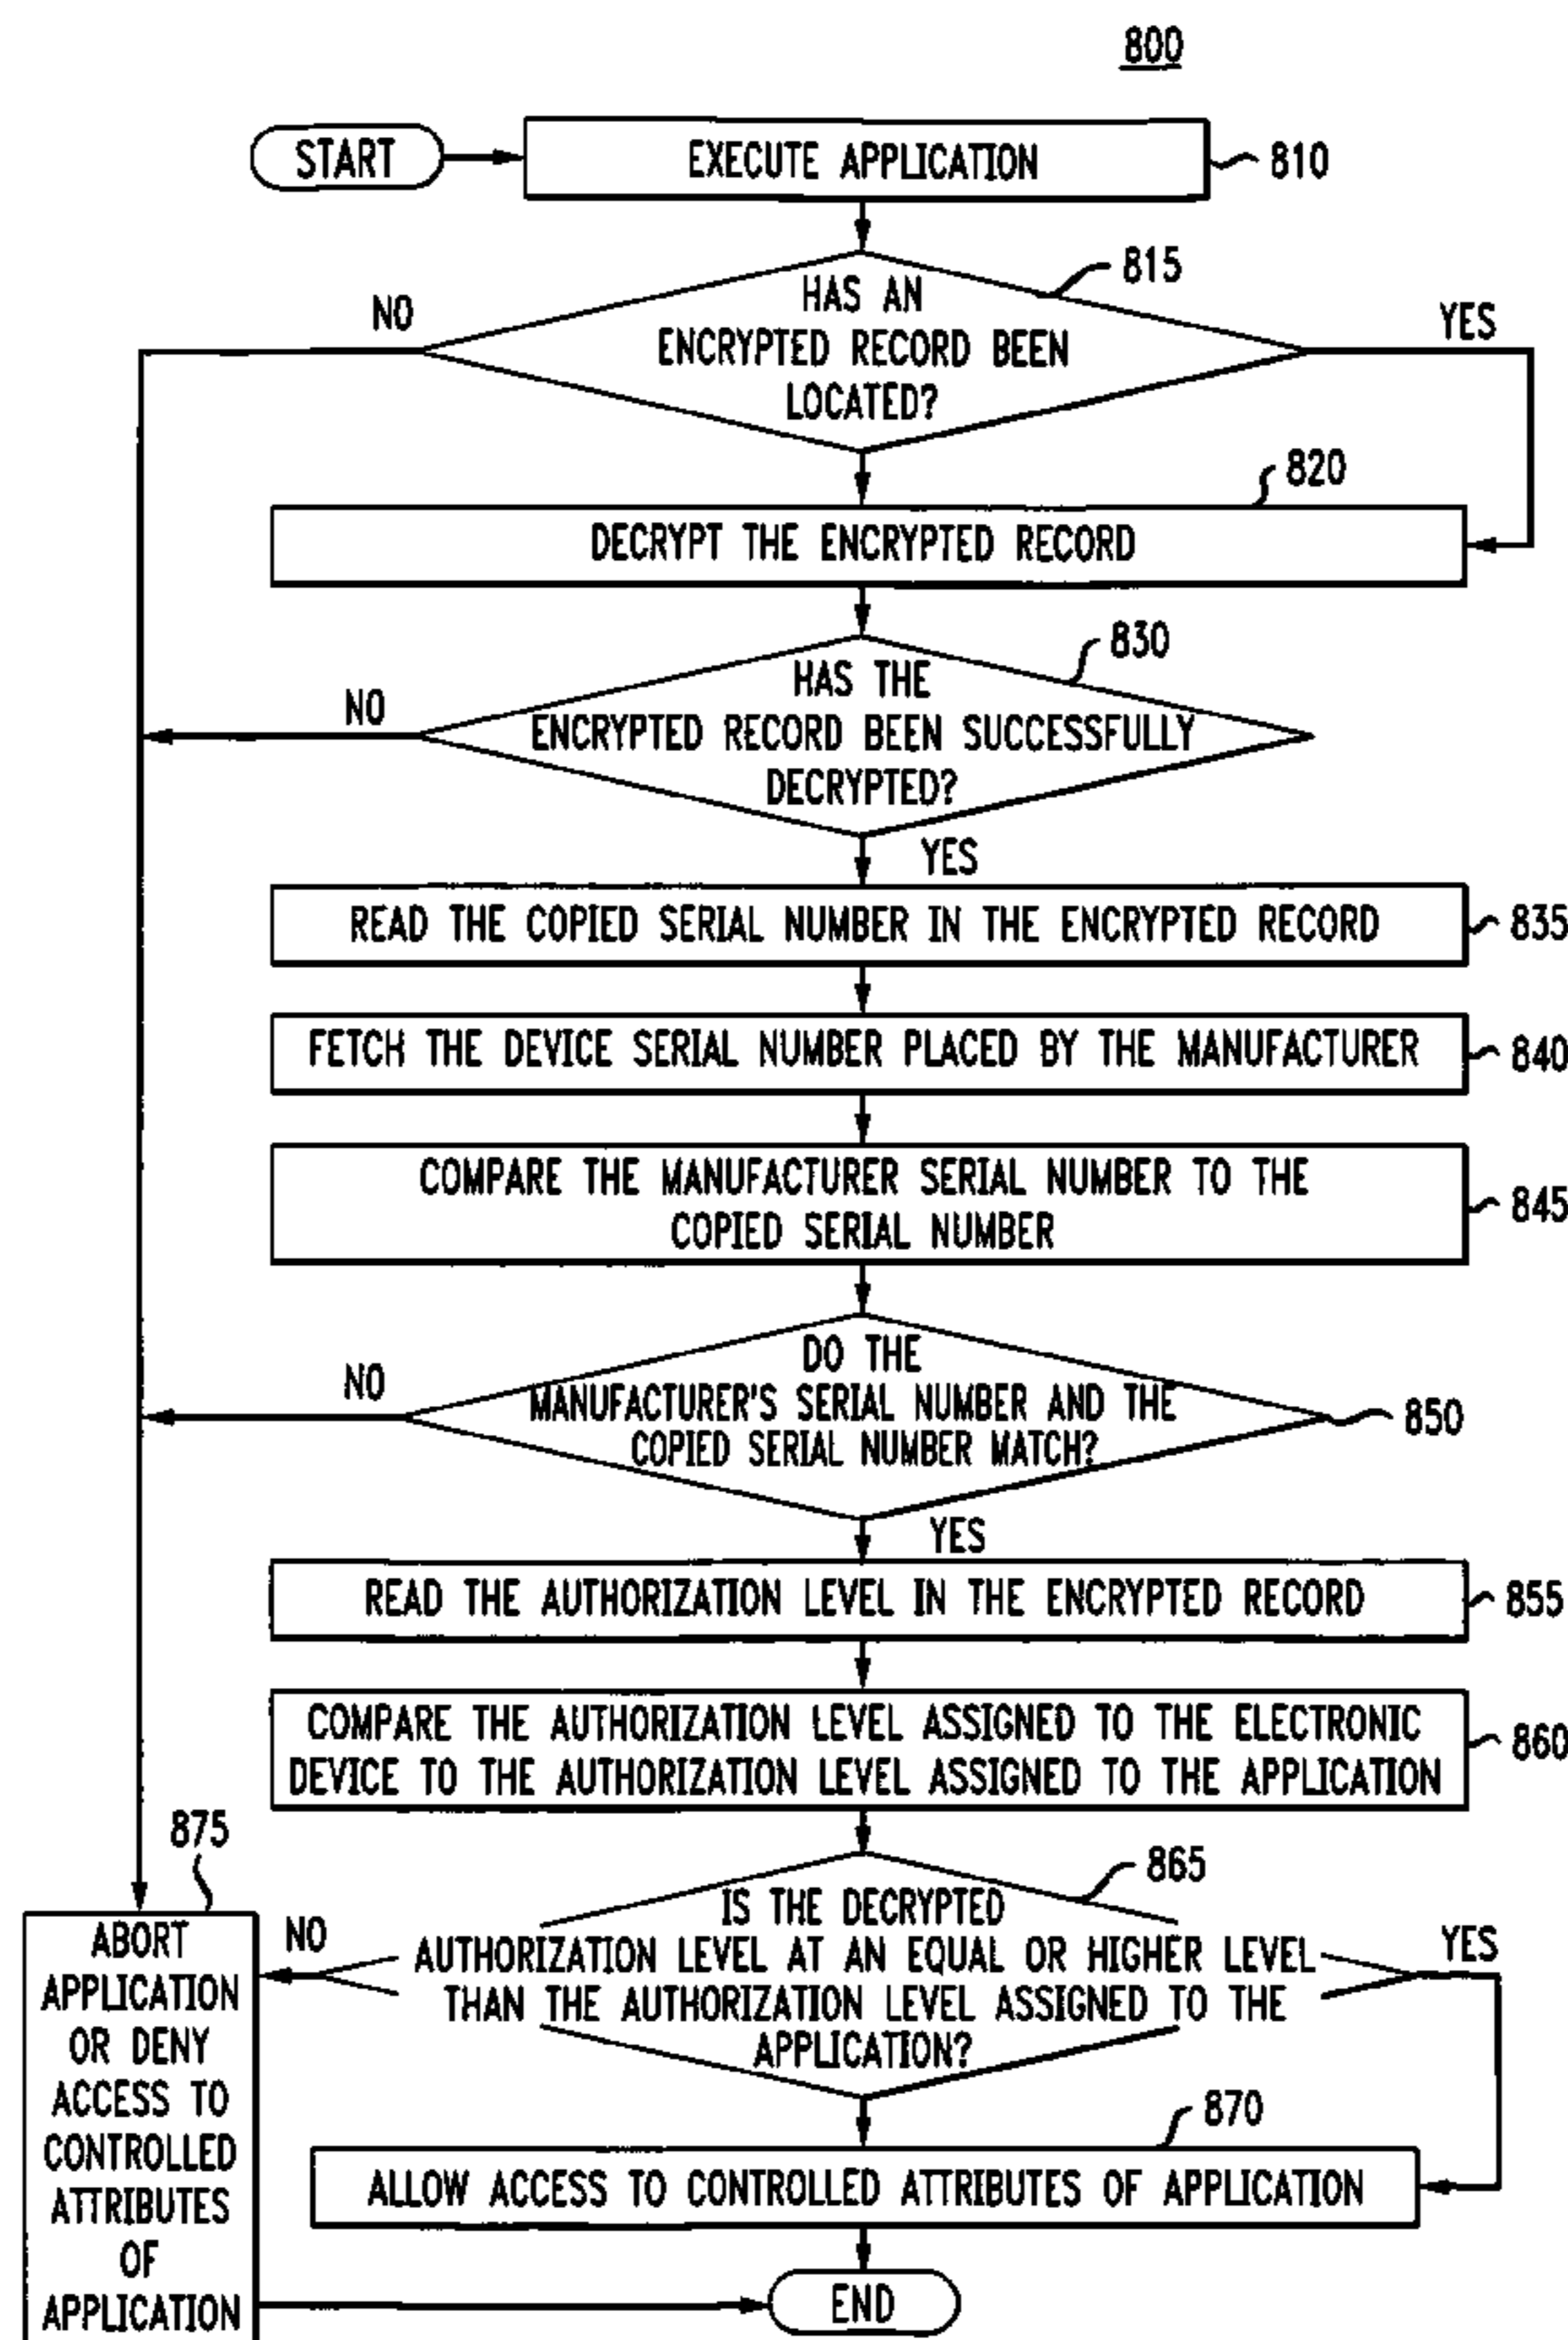 800
START
EXECUTE APPLICATION
810
815
HAS AN
ENCRYPTED RECORD BEEN
LOCATED?
NO
YES
820
DECRYPT THE ENCRYPTED RECORD
830
HAS THE
ENCRYPTED RECORD BEEN SUCCESSFULLY
DECRYPTED?
NO
YES
READ THE COPIED SERIAL NUMBER IN THE ENCRYPTED RECORD
835
FETCH THE DEVICE SERIAL NUMBER PLACED BY THE MANUFACTURER
840
COMPARE THE MANUFACTURER SERIAL NUMBER TO THE
COPIED SERIAL NUMBER
845
DO THE
MANUFACTURER'S SERIAL NUMBER AND THE
COPIED SERIAL NUMBER MATCH?
NO
850
YES
READ THE AUTHORIZATION LEVEL IN THE ENCRYPTED RECORD
855
COMPARE THE AUTHORIZATION LEVEL ASSIGNED TO THE ELECTRONIC
DEVICE TO THE AUTHORIZATION LEVEL ASSIGNED TO THE APPLICATION
860
865
IS THE DECRYPTED
AUTHORIZATION LEVEL AT AN EQUAL OR HIGHER LEVEL
THAN THE AUTHORIZATION LEVEL ASSIGNED TO THE
APPLICATION?
NO
YES
875
ABORT
APPLICATION
OR DENY
ACCESS TO
CONTROLLED
ATTRIBUTES
OF
APPLICATION
870
ALLOW ACCESS TO CONTROLLED ATTRIBUTES OF APPLICATION
END